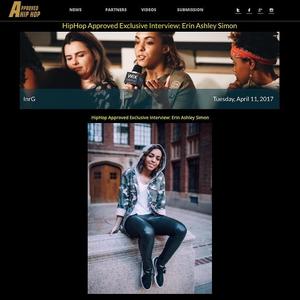 APPROVED
HIP HOP
NEWS
PARTNERS
VIDEOS
SUBMISSION
HipHop Approved Exclusive Interview: Erin Ashley Simon
InrG
Tuesday, April 11, 2017
HipHop Approved Exclusive Interview: Erin Ashley Simon